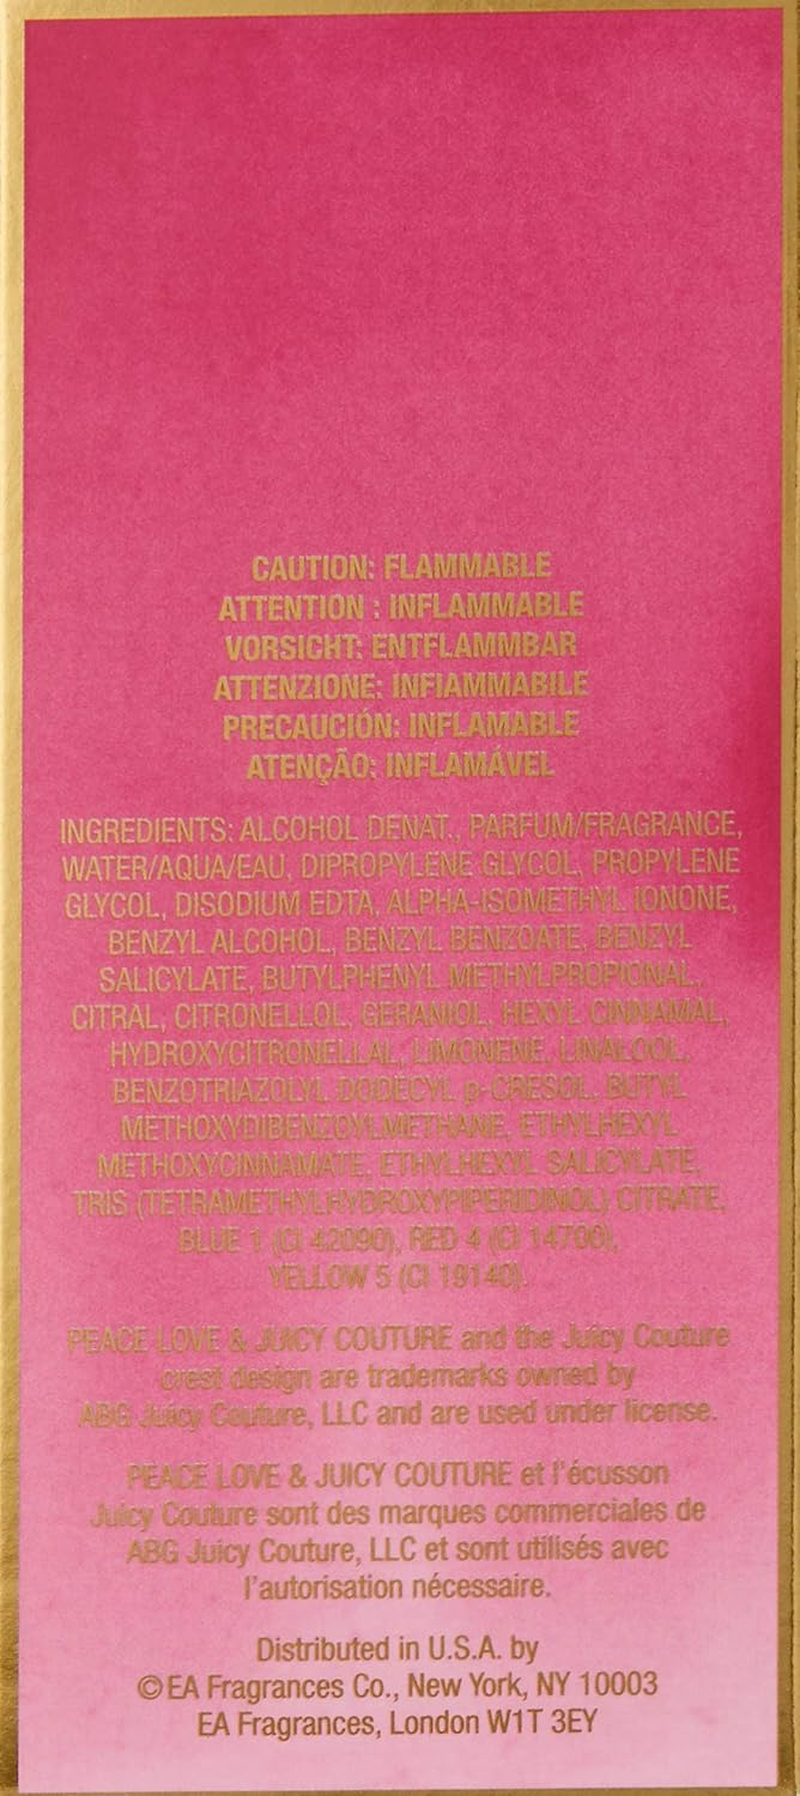 CAUTION: FLAMMABLE
ATTENTION : INFLAMMABLE
VORSICHT: ENTFLAMMBAR
ATTENZIONE: INFIAMMABILE
PRECAUCIÓN: INFLAMABLE
ATENÇÃO: INFLAMÁVEL
INGREDIENTS: ALCOHOL DENAT., PARFUM/FRAGRANCE,
WATER/AQUA/EAU, DIPROPYLENE GLYCOL, PROPYLENE
GLYCOL, DISODIUM EDTA, ALPHA-ISOMETHYL IONONE,
BENZYL ALCOHOL, BENZYL BENZOATE, BENZYL
SALICYLATE, BUTYLPHENYL METHYLPROPIONAL,
CITRAL, CITRONELLOL, GERANIOL, HEXYL CINNAMAL,
HYDROXYCITRONELLAL, LIMONENE, LINALOOL,
BENZOTRIAZOLYL DODECYL p-CRESOL, BUTYL
METHOXYDIBENZOYLMETHANE, ETHYLHEXYL
METHOXYCINNAMATE, ETHYLHEXYL SALICYLATE,
TRIS (TETRAMETHYLHYDROXYPIPERIDINOL) CITRATE,
BLUE 1 (CI 42090), RED 4 (CI 14700),
YELLOW 5 (CI 19140).
PEACE LOVE & JUICY COUTURE and the Juicy Couture
crest design are trademarks owned by
ABG Juicy Couture, LLC and are used under license.
PEACE LOVE & JUICY COUTURE et l'écusson
Juicy Couture sont des marques commerciales de
ABG Juicy Couture, LLC et sont utilisés avec
l'autorisation nécessaire.
Distributed in U.S.A. by
©EA Fragrances Co., New York, NY 10003
EA Fragrances, London W1T 3EY